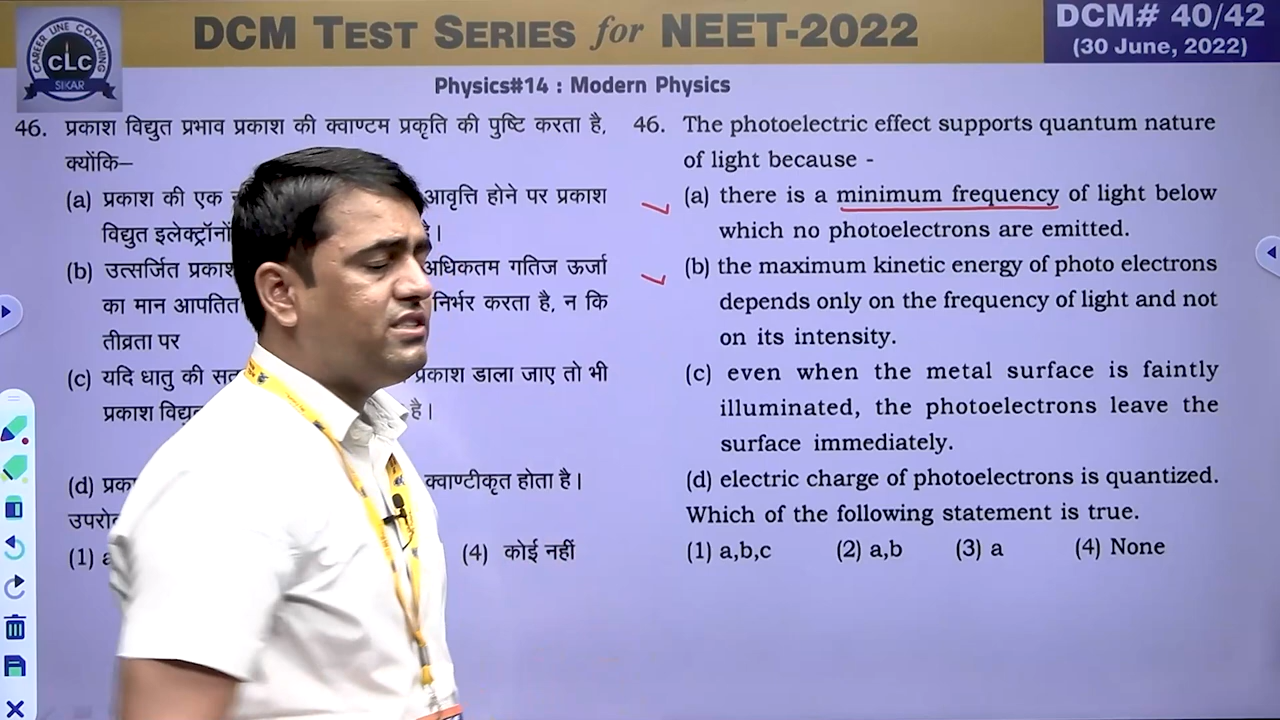 CAREER LINE COACHING
CLC
SIKAR
DCM TEST SERIES for NEET-2022
DCM# 40/42
(30 June, 2022)
Physics#14 : Modern Physics
46. प्रकाश विद्युत प्रभाव प्रकाश की क्वाण्टम प्रकृति की पुष्टि करता है,
क्योंकि–
(a) प्रकाश की एक आवृत्ति होने पर प्रकाश
विद्युत इलेक्ट्रॉनों है।
(b) उत्सर्जित अधिकतम गतिज ऊर्जा
का मान आपतित निर्भर करता है, न कि
तीव्रता पर
(c) यदि धातु की प्रकाश डाला जाए तो भी
प्रकाश है।
(d) क्वाण्टीकृत होता है।
(1) (4) कोई नहीं
46. The photoelectric effect supports quantum nature
of light because -
(a) there is a minimum frequency of light below
which no photoelectrons are emitted.
(b) the maximum kinetic energy of photo electrons
depends only on the frequency of light and not
on its intensity.
(c) even when the metal surface is faintly
illuminated, the photoelectrons leave the
surface immediately.
(d) electric charge of photoelectrons is quantized.
Which of the following statement is true.
(1) a,b,c (2) a,b (3) a (4) None